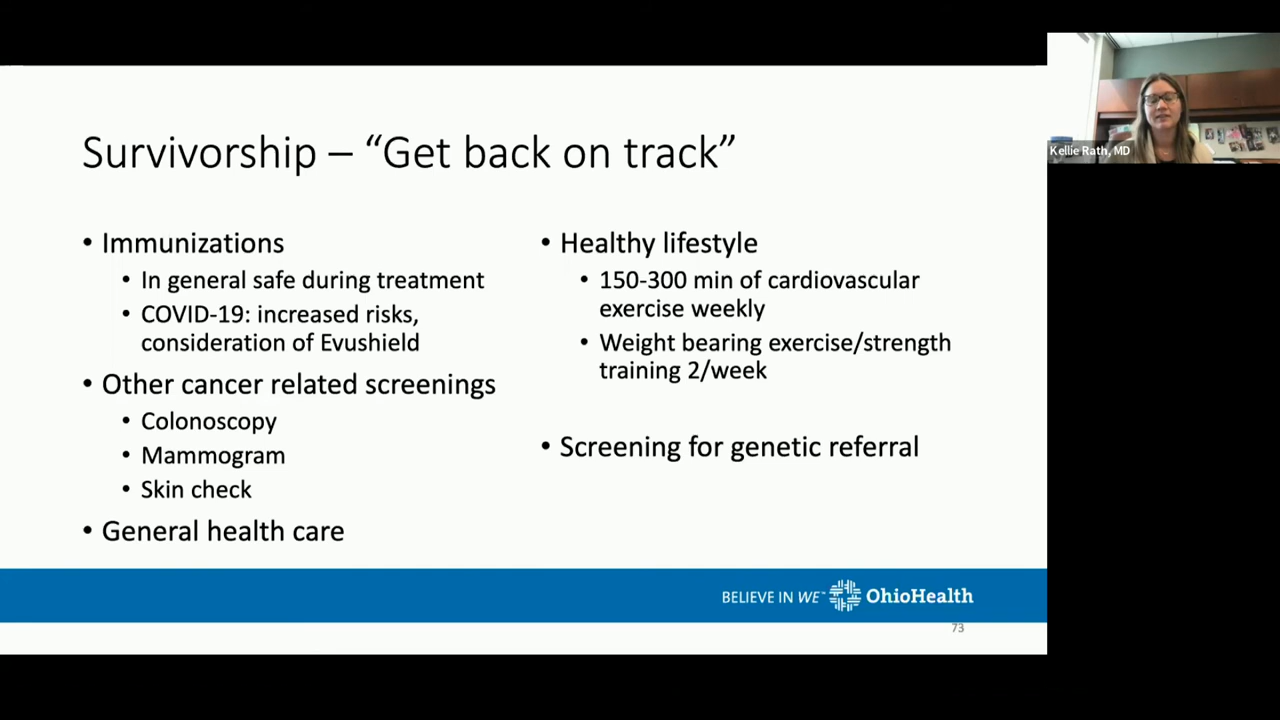 Survivorship – “Get back on track”
• Immunizations
• In general safe during treatment
• COVID-19: increased risks,
consideration of Evushield
• Other cancer related screenings
• Colonoscopy
• Mammogram
• Skin check
• General health care
• Healthy lifestyle
• 150-300 min of cardiovascular
exercise weekly
• Weight bearing exercise/strength
training 2/week
• Screening for genetic referral
BELIEVE IN WE℠ OhioHealth
73
Kellie Rath, MD